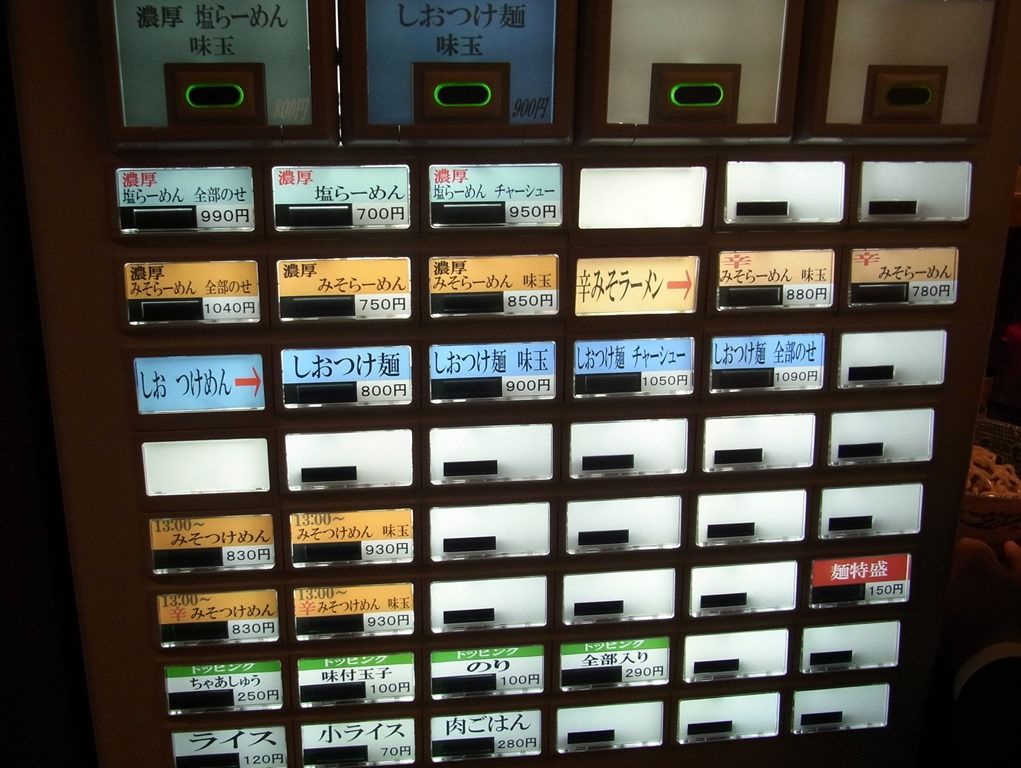 濃厚 塩らーめん
味玉
800円
しおつけ麺
味玉
900円
濃厚
塩らーめん 全部のせ
990円
濃厚
塩らーめん
700円
濃厚
塩らーめん チャーシュー
950円
濃厚
みそらーめん 全部のせ
1040円
濃厚
みそらーめん
750円
濃厚
みそらーめん 味玉
850円
辛みそラーメン→
辛
みそらーめん 味玉
880円
辛
みそらーめん
780円
しお つけめん→
しおつけ麺
800円
しおつけ麺 味玉
900円
しおつけ麺 チャーシュー
1050円
しおつけ麺 全部のせ
1090円
13:00～
みそつけめん
830円
13:00～
みそつけめん 味玉
930円
13:00～
辛みそつけめん
830円
13:00～
辛みそつけめん 味玉
930円
麺特盛
150円
トッピング
ちゃあしゅう
250円
トッピング
味付玉子
100円
トッピング
のり
100円
トッピング
全部入り
290円
ライス
120円
小ライス
70円
肉ごはん
280円